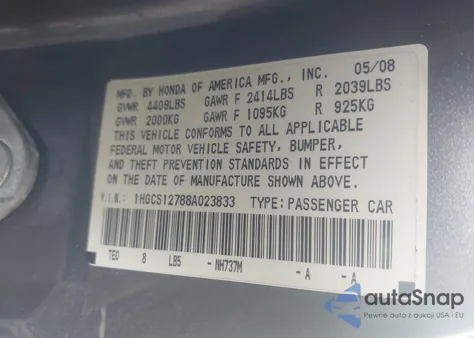 MFD. BY HONDA OF AMERICA MFG., INC. 05/08
GVWR 4409LBS GAWR F 2414LBS R 2039LBS
GVWR 2000KG GAWR F 1095KG R 925KG
THIS VEHICLE CONFORMS TO ALL APPLICABLE
FEDERAL MOTOR VEHICLE SAFETY, BUMPER,
AND THEFT PREVENTION STANDARDS IN EFFECT
ON THE DATE OF MANUFACTURE SHOWN ABOVE.
V.I.N.: 1HGCS12788A023833 TYPE: PASSENGER CAR
TE0 8 LB5 - NH737M - A - A
autaSnap
Pewne auta z aukcji USA i EU